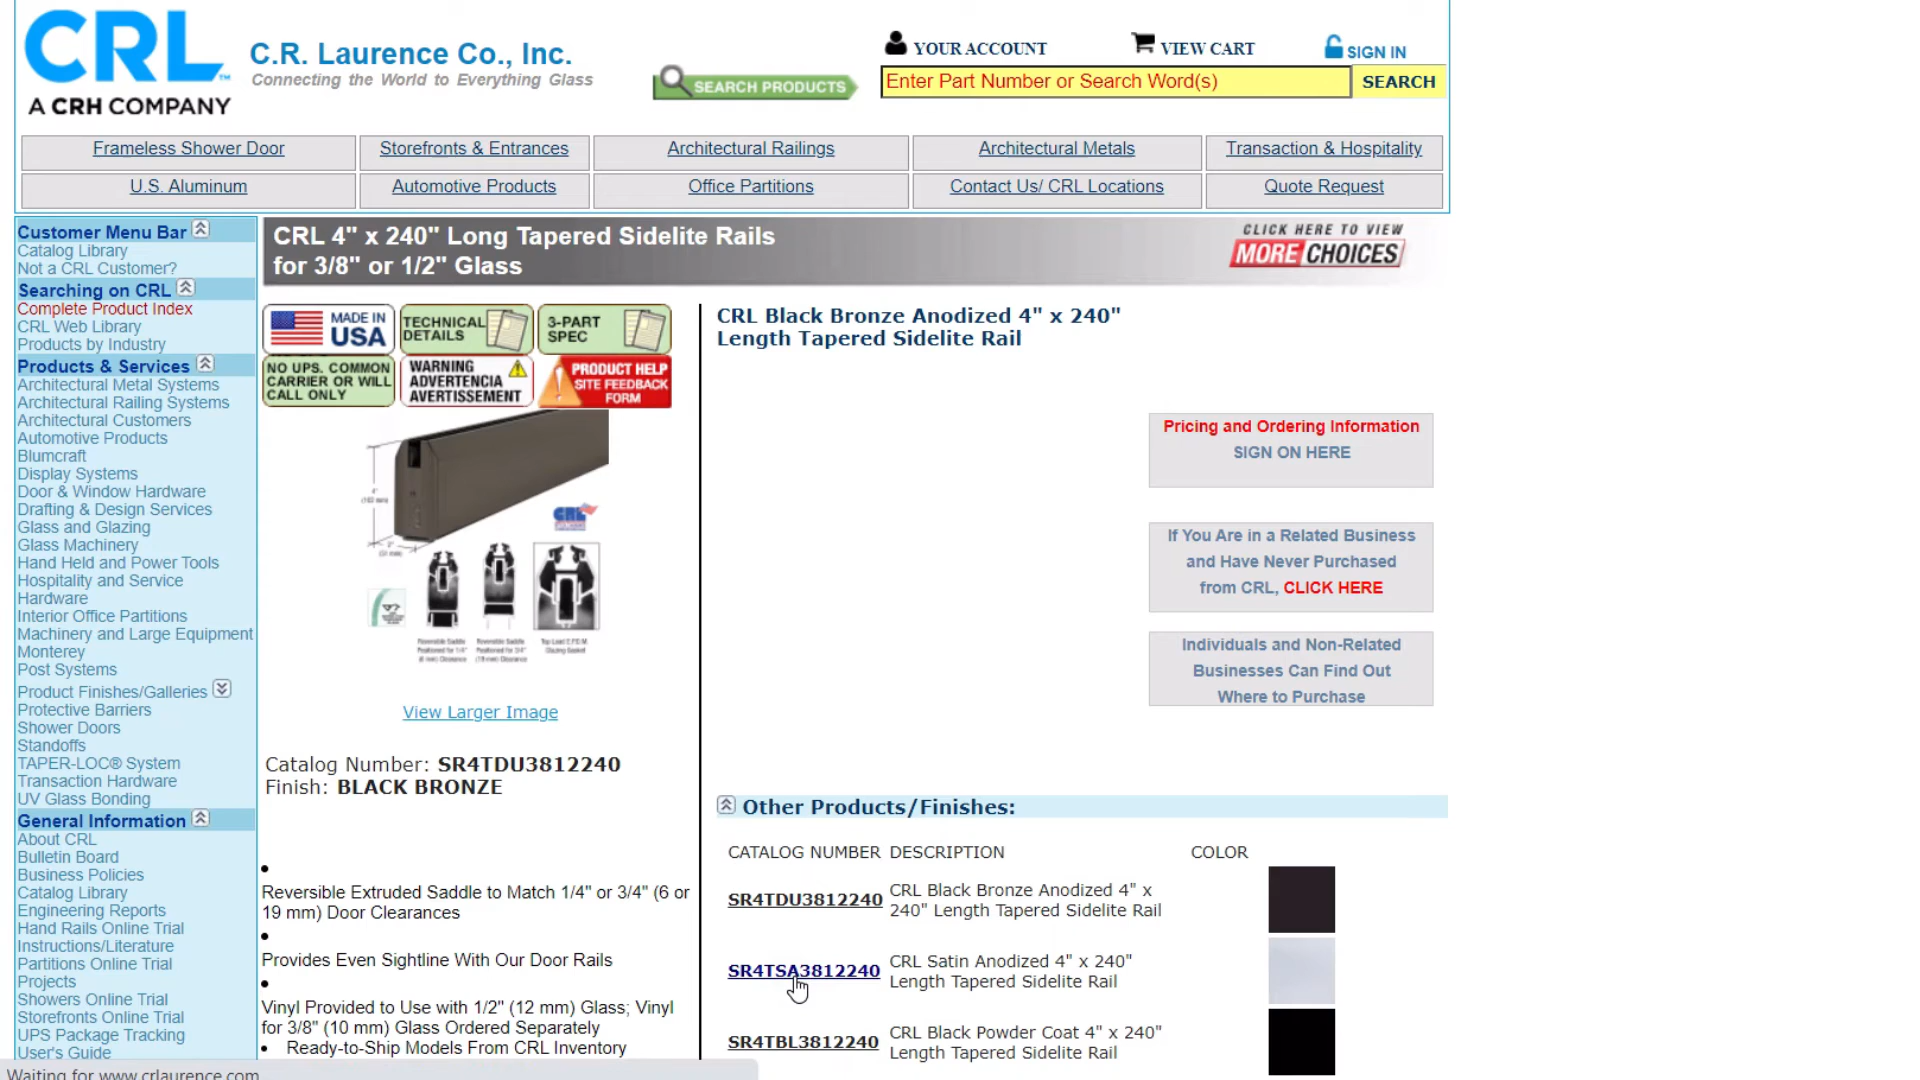 CRL
A CRH COMPANY
C.R. Laurence Co., Inc.
Connecting the World to Everything Glass
SEARCH PRODUCTS
YOUR ACCOUNT
VIEW CART
SIGN IN
Enter Part Number or Search Word(s)
SEARCH
Frameless Shower Door
Storefronts & Entrances
Architectural Railings
Architectural Metals
Transaction & Hospitality
U.S. Aluminum
Automotive Products
Office Partitions
Contact Us/ CRL Locations
Quote Request
Customer Menu Bar
Catalog Library
Not a CRL Customer?
Searching on CRL
Complete Product Index
CRL Web Library
Products by Industry
Products & Services
Architectural Metal Systems
Architectural Railing Systems
Architectural Customers
Automotive Products
Blumcraft
Display Systems
Door & Window Hardware
Drafting & Design Services
Glass and Glazing
Glass Machinery
Hand Held and Power Tools
Hospitality and Service
Hardware
Interior Office Partitions
Machinery and Large Equipment
Monterey
Post Systems
Product Finishes/Galleries
Protective Barriers
Shower Doors
Standoffs
TAPER-LOC® System
Transaction Hardware
UV Glass Bonding
General Information
About CRL
Bulletin Board
Business Policies
Catalog Library
Engineering Reports
Hand Rails Online Trial
Instructions/Literature
Partitions Online Trial
Projects
Showers Online Trial
Storefronts Online Trial
UPS Package Tracking
User's Guide
Waiting for www.crlaurence.com
CRL 4" x 240" Long Tapered Sidelite Rails
for 3/8" or 1/2" Glass
CLICK HERE TO VIEW
MORE CHOICES
MADE IN
USA
TECHNICAL
DETAILS
3-PART
SPEC
NO UPS. COMMON
CARRIER OR WILL
CALL ONLY
WARNING
ADVERTENCIA
AVERTISSEMENT
PRODUCT HELP
SITE FEEDBACK
FORM
4"
CRL
View Larger Image
Catalog Number: SR4TDU3812240
Finish: BLACK BRONZE
Reversible Extruded Saddle to Match 1/4" or 3/4" (6 or
19 mm) Door Clearances
Provides Even Sightline With Our Door Rails
Vinyl Provided to Use with 1/2" (12 mm) Glass; Vinyl
for 3/8" (10 mm) Glass Ordered Separately
Ready-to-Ship Models From CRL Inventory
CRL Black Bronze Anodized 4" x 240"
Length Tapered Sidelite Rail
Pricing and Ordering Information
SIGN ON HERE
If You Are in a Related Business
and Have Never Purchased
from CRL, CLICK HERE
Individuals and Non-Related
Businesses Can Find Out
Where to Purchase
Other Products/Finishes:
CATALOG NUMBER DESCRIPTION COLOR
SR4TDU3812240 CRL Black Bronze Anodized 4" x
240" Length Tapered Sidelite Rail
SR4TSA3812240 CRL Satin Anodized 4" x 240"
Length Tapered Sidelite Rail
SR4TBL3812240 CRL Black Powder Coat 4" x 240"
Length Tapered Sidelite Rail